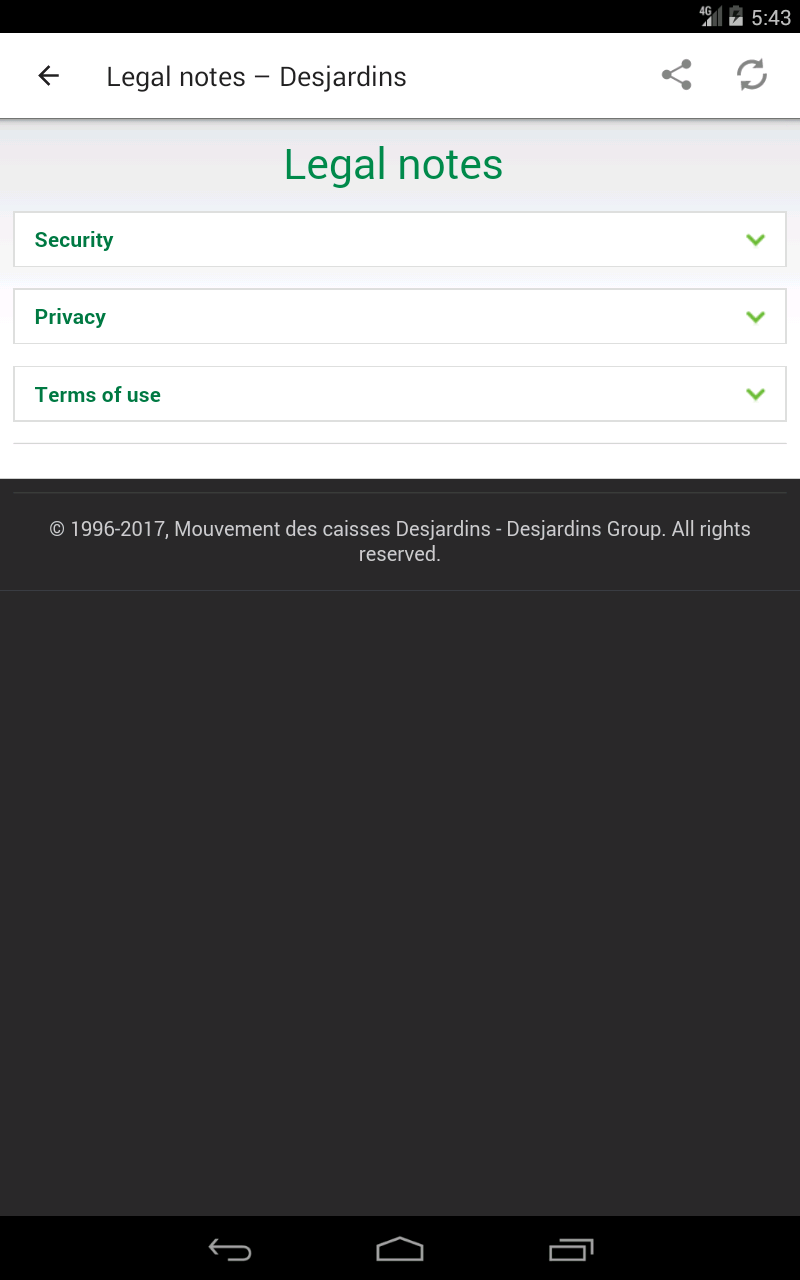 4G 5:43
Legal notes – Desjardins
Legal notes
Security
Privacy
Terms of use
© 1996-2017, Mouvement des caisses Desjardins - Desjardins Group. All rights
reserved.